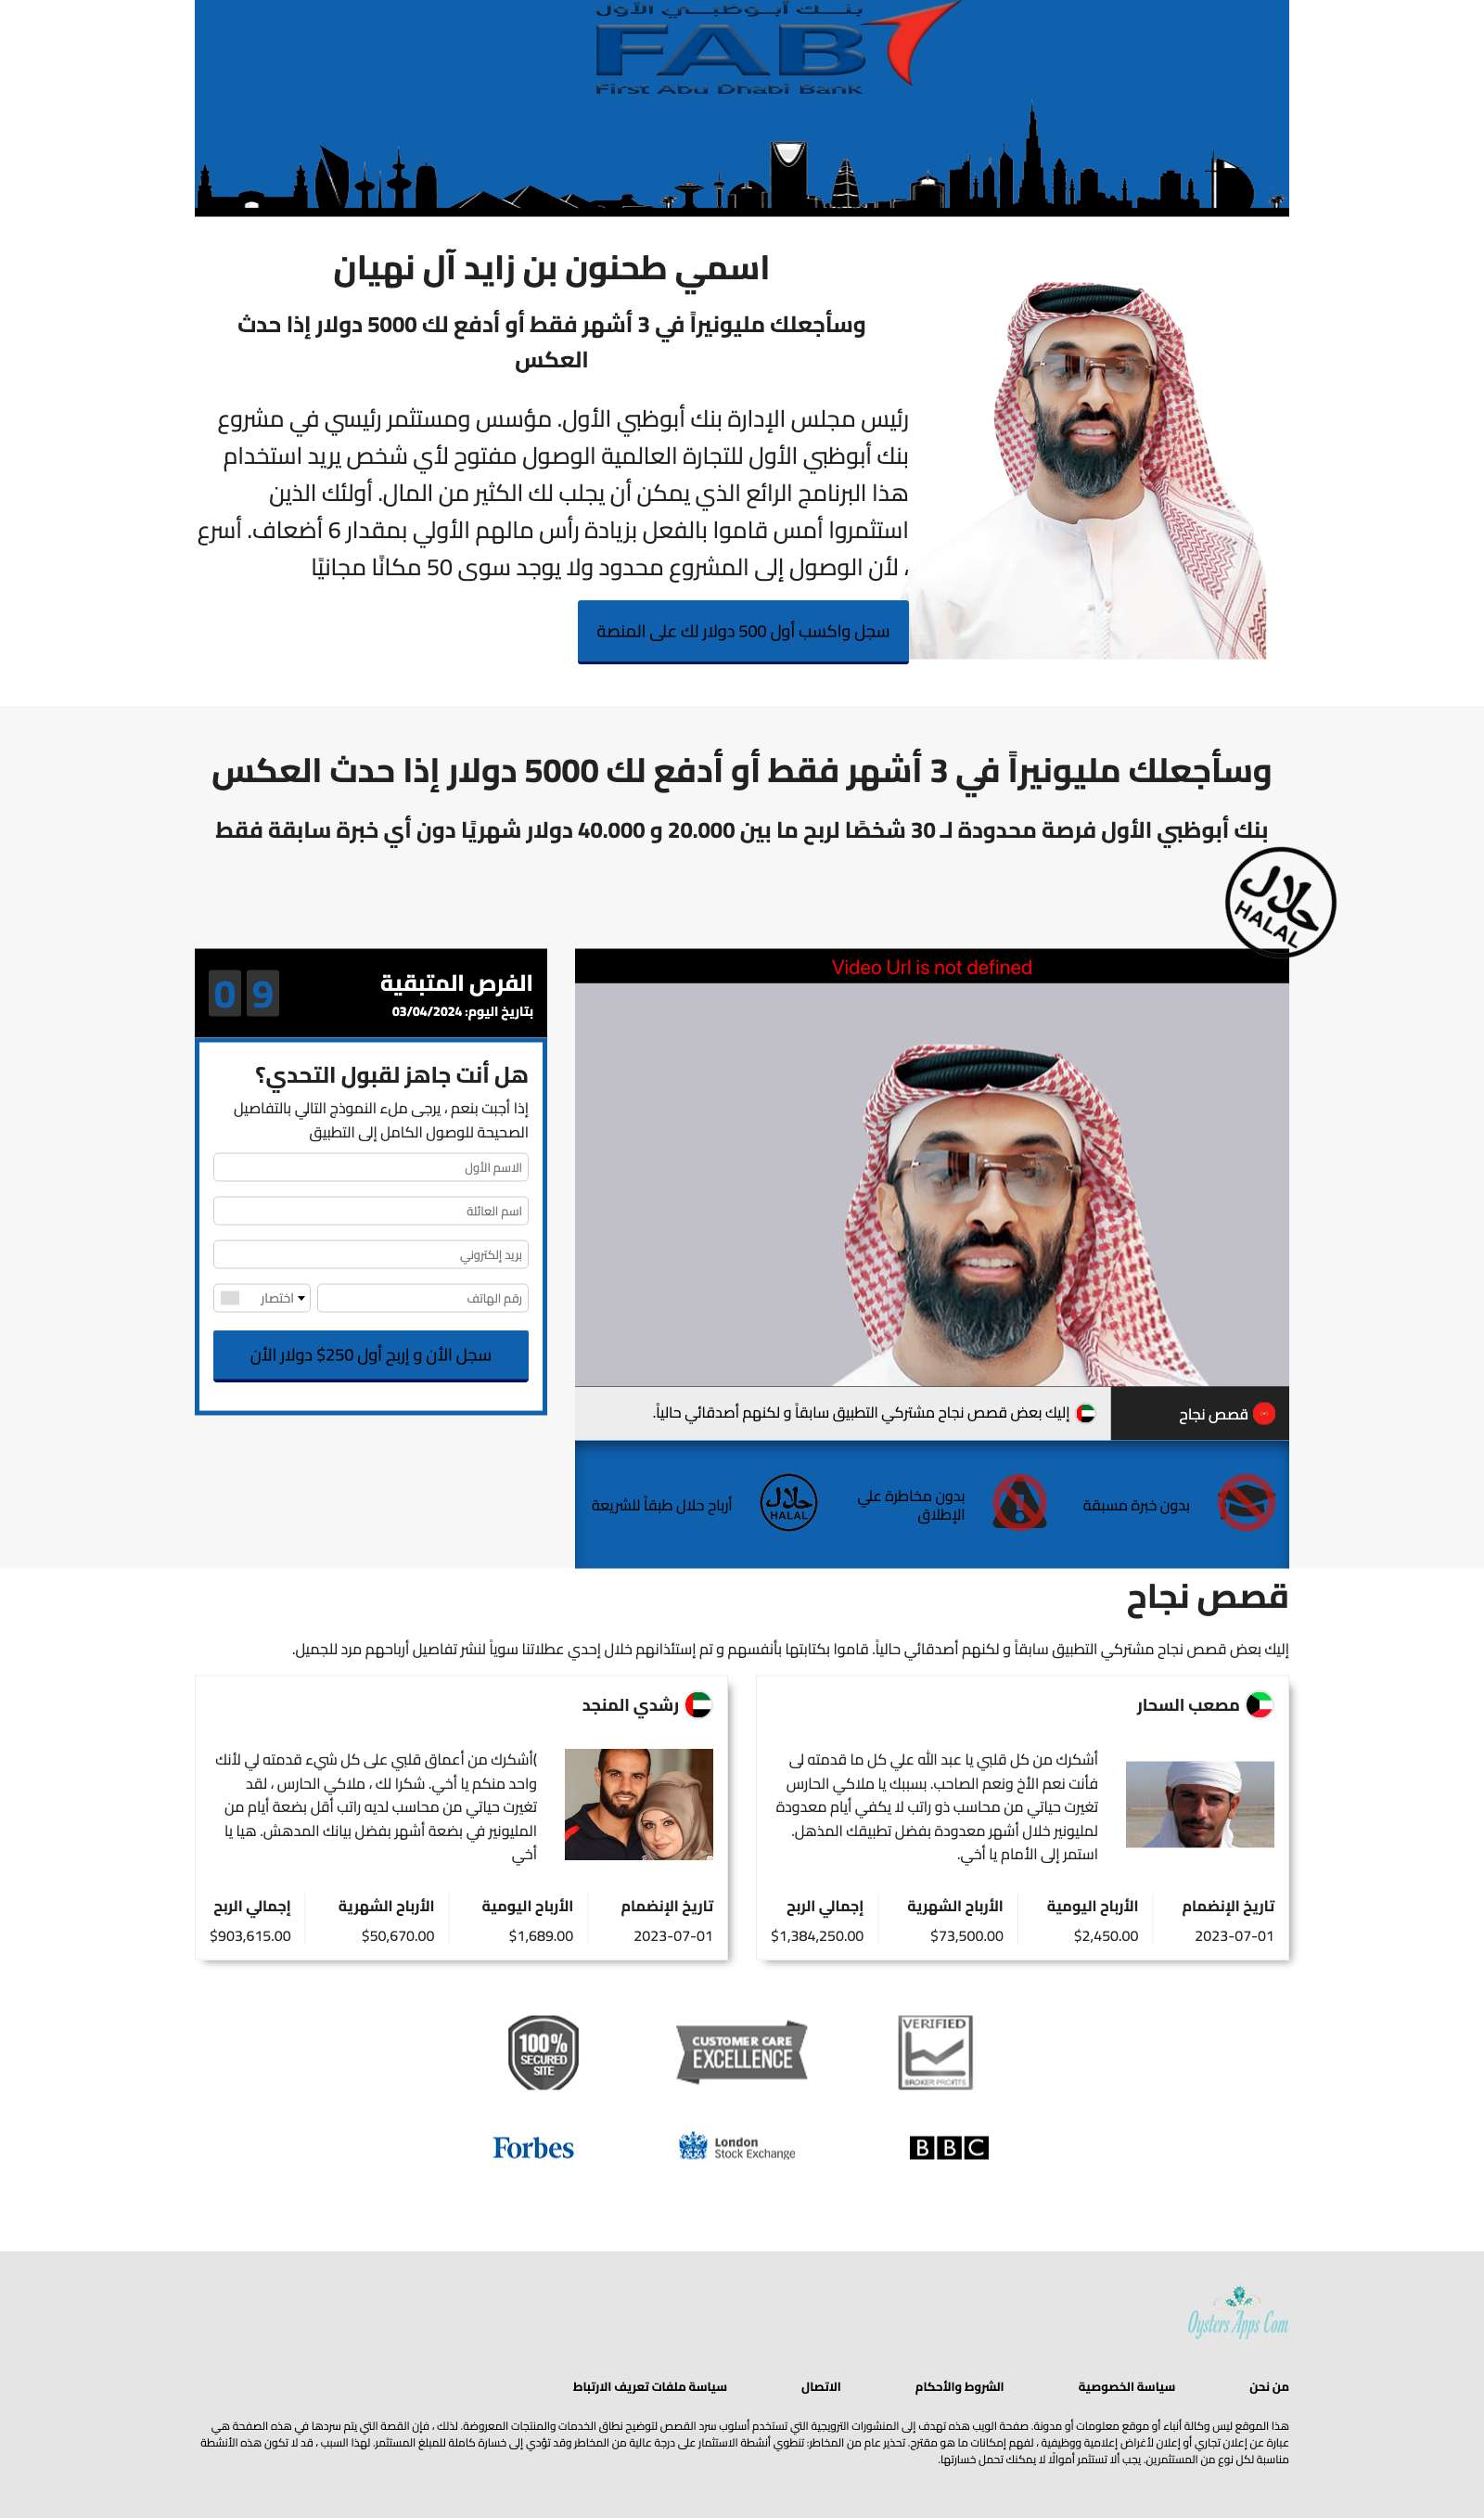 بنك أبوظبي الأول
FAB
First Abu Dhabi Bank
اسمي طحنون بن زايد آل نهيان
وسأجعلك مليونيراً في 3 أشهر فقط أو أدفع لك 5000 دولار إذا حدث
العكس
رئيس مجلس الإدارة بنك أبوظبي الأول. مؤسس ومستثمر رئيسي في مشروع
بنك أبوظبي الأول للتجارة العالمية الوصول مفتوح لأي شخص يريد استخدام
هذا البرنامج الرائع الذي يمكن أن يجلب لك الكثير من المال. أولئك الذين
استثمروا أمس قاموا بالفعل بزيادة رأس مالهم الأولي بمقدار 6 أضعاف. أسرع
، لأن الوصول إلى المشروع محدود ولا يوجد سوى 50 مكانًا مجانيًا
سجل واكسب أول 500 دولار لك على المنصة
وسأجعلك مليونيراً في 3 أشهر فقط أو أدفع لك 5000 دولار إذا حدث العكس
بنك أبوظبي الأول فرصة محدودة لـ 30 شخصًا لربح ما بين 20.000 و 40.000 دولار شهريًا دون أي خبرة سابقة فقط
حلال
HALAL
Video Url is not defined
قصص نجاح
إليك بعض قصص نجاح مشتركي التطبيق سابقاً و لكنهم أصدقائي حالياً.
بدون خبرة مسبقة
بدون مخاطرة علي
الإطلاق
حلال
HALAL
أرباح حلال طبقاً للشريعة
الفرص المتبقية
بتاريخ اليوم: 03/04/2024
0 9
هل أنت جاهز لقبول التحدي؟
إذا أجبت بنعم ، يرجى ملء النموذج التالي بالتفاصيل
الصحيحة للوصول الكامل إلى التطبيق
الاسم الأول
اسم العائلة
بريد إلكتروني
رقم الهاتف
اختصار
سجل الأن و إربح أول 250$ دولار الأن
قصص نجاح
إليك بعض قصص نجاح مشتركي التطبيق سابقاً و لكنهم أصدقائي حالياً. قاموا بكتابتها بأنفسهم و تم إستئذانهم خلال إحدي عطلاتنا سوياً لنشر تفاصيل أرباحهم مرد للجميل.
مصعب السحار
أشكرك من كل قلبي يا عبد الله علي كل ما قدمته لى
فأنت نعم الأخ ونعم الصاحب. بسببك يا ملاكي الحارس
تغيرت حياتي من محاسب ذو راتب لا يكفي أيام معدودة
لمليونير خلال أشهر معدودة بفضل تطبيقك المذهل.
استمر إلى الأمام يا أخي.
تاريخ الإنضمام
2023-07-01
الأرباح اليومية
$2,450.00
الأرباح الشهرية
$73,500.00
إجمالي الربح
$1,384,250.00
رشدي المنجد
)أشكرك من أعماق قلبي على كل شيء قدمته لي لأنك
واحد منكم يا أخي. شكرا لك ، ملاكي الحارس ، لقد
تغيرت حياتي من محاسب لديه راتب أقل بضعة أيام من
المليونير في بضعة أشهر بفضل بيانك المدهش. هيا يا
أخي
تاريخ الإنضمام
2023-07-01
الأرباح اليومية
$1,689.00
الأرباح الشهرية
$50,670.00
إجمالي الربح
$903,615.00
VERIFIED
BROKER PROFITS
CUSTOMER CARE
EXCELLENCE
100%
SECURED
SITE
BBC
London
Stock Exchange
Forbes
Oysters Apps Com
من نحن
سياسة الخصوصية
الشروط والأحكام
الاتصال
سياسة ملفات تعريف الارتباط
هذا الموقع ليس وكالة أنباء أو موقع معلومات أو مدونة. صفحة الويب هذه تهدف إلى المنشورات الترويجية التي تستخدم أسلوب سرد القصص لتوضيح نطاق الخدمات والمنتجات المعروضة. لذلك ، فإن القصة التي يتم سردها في هذه الصفحة هي
عبارة عن إعلان تجاري أو إعلان لأغراض إعلامية ووظيفية ، لفهم إمكانات ما هو مقترح. تحذير عام من المخاطر: تنطوي أنشطة الاستثمار على درجة عالية من المخاطر وقد تؤدي إلى خسارة كاملة للمبلغ المستثمر. لهذا السبب ، قد لا تكون هذه الأنشطة
مناسبة لكل نوع من المستثمرين. يجب ألا تستثمر أموالًا لا يمكنك تحمل خسارتها.